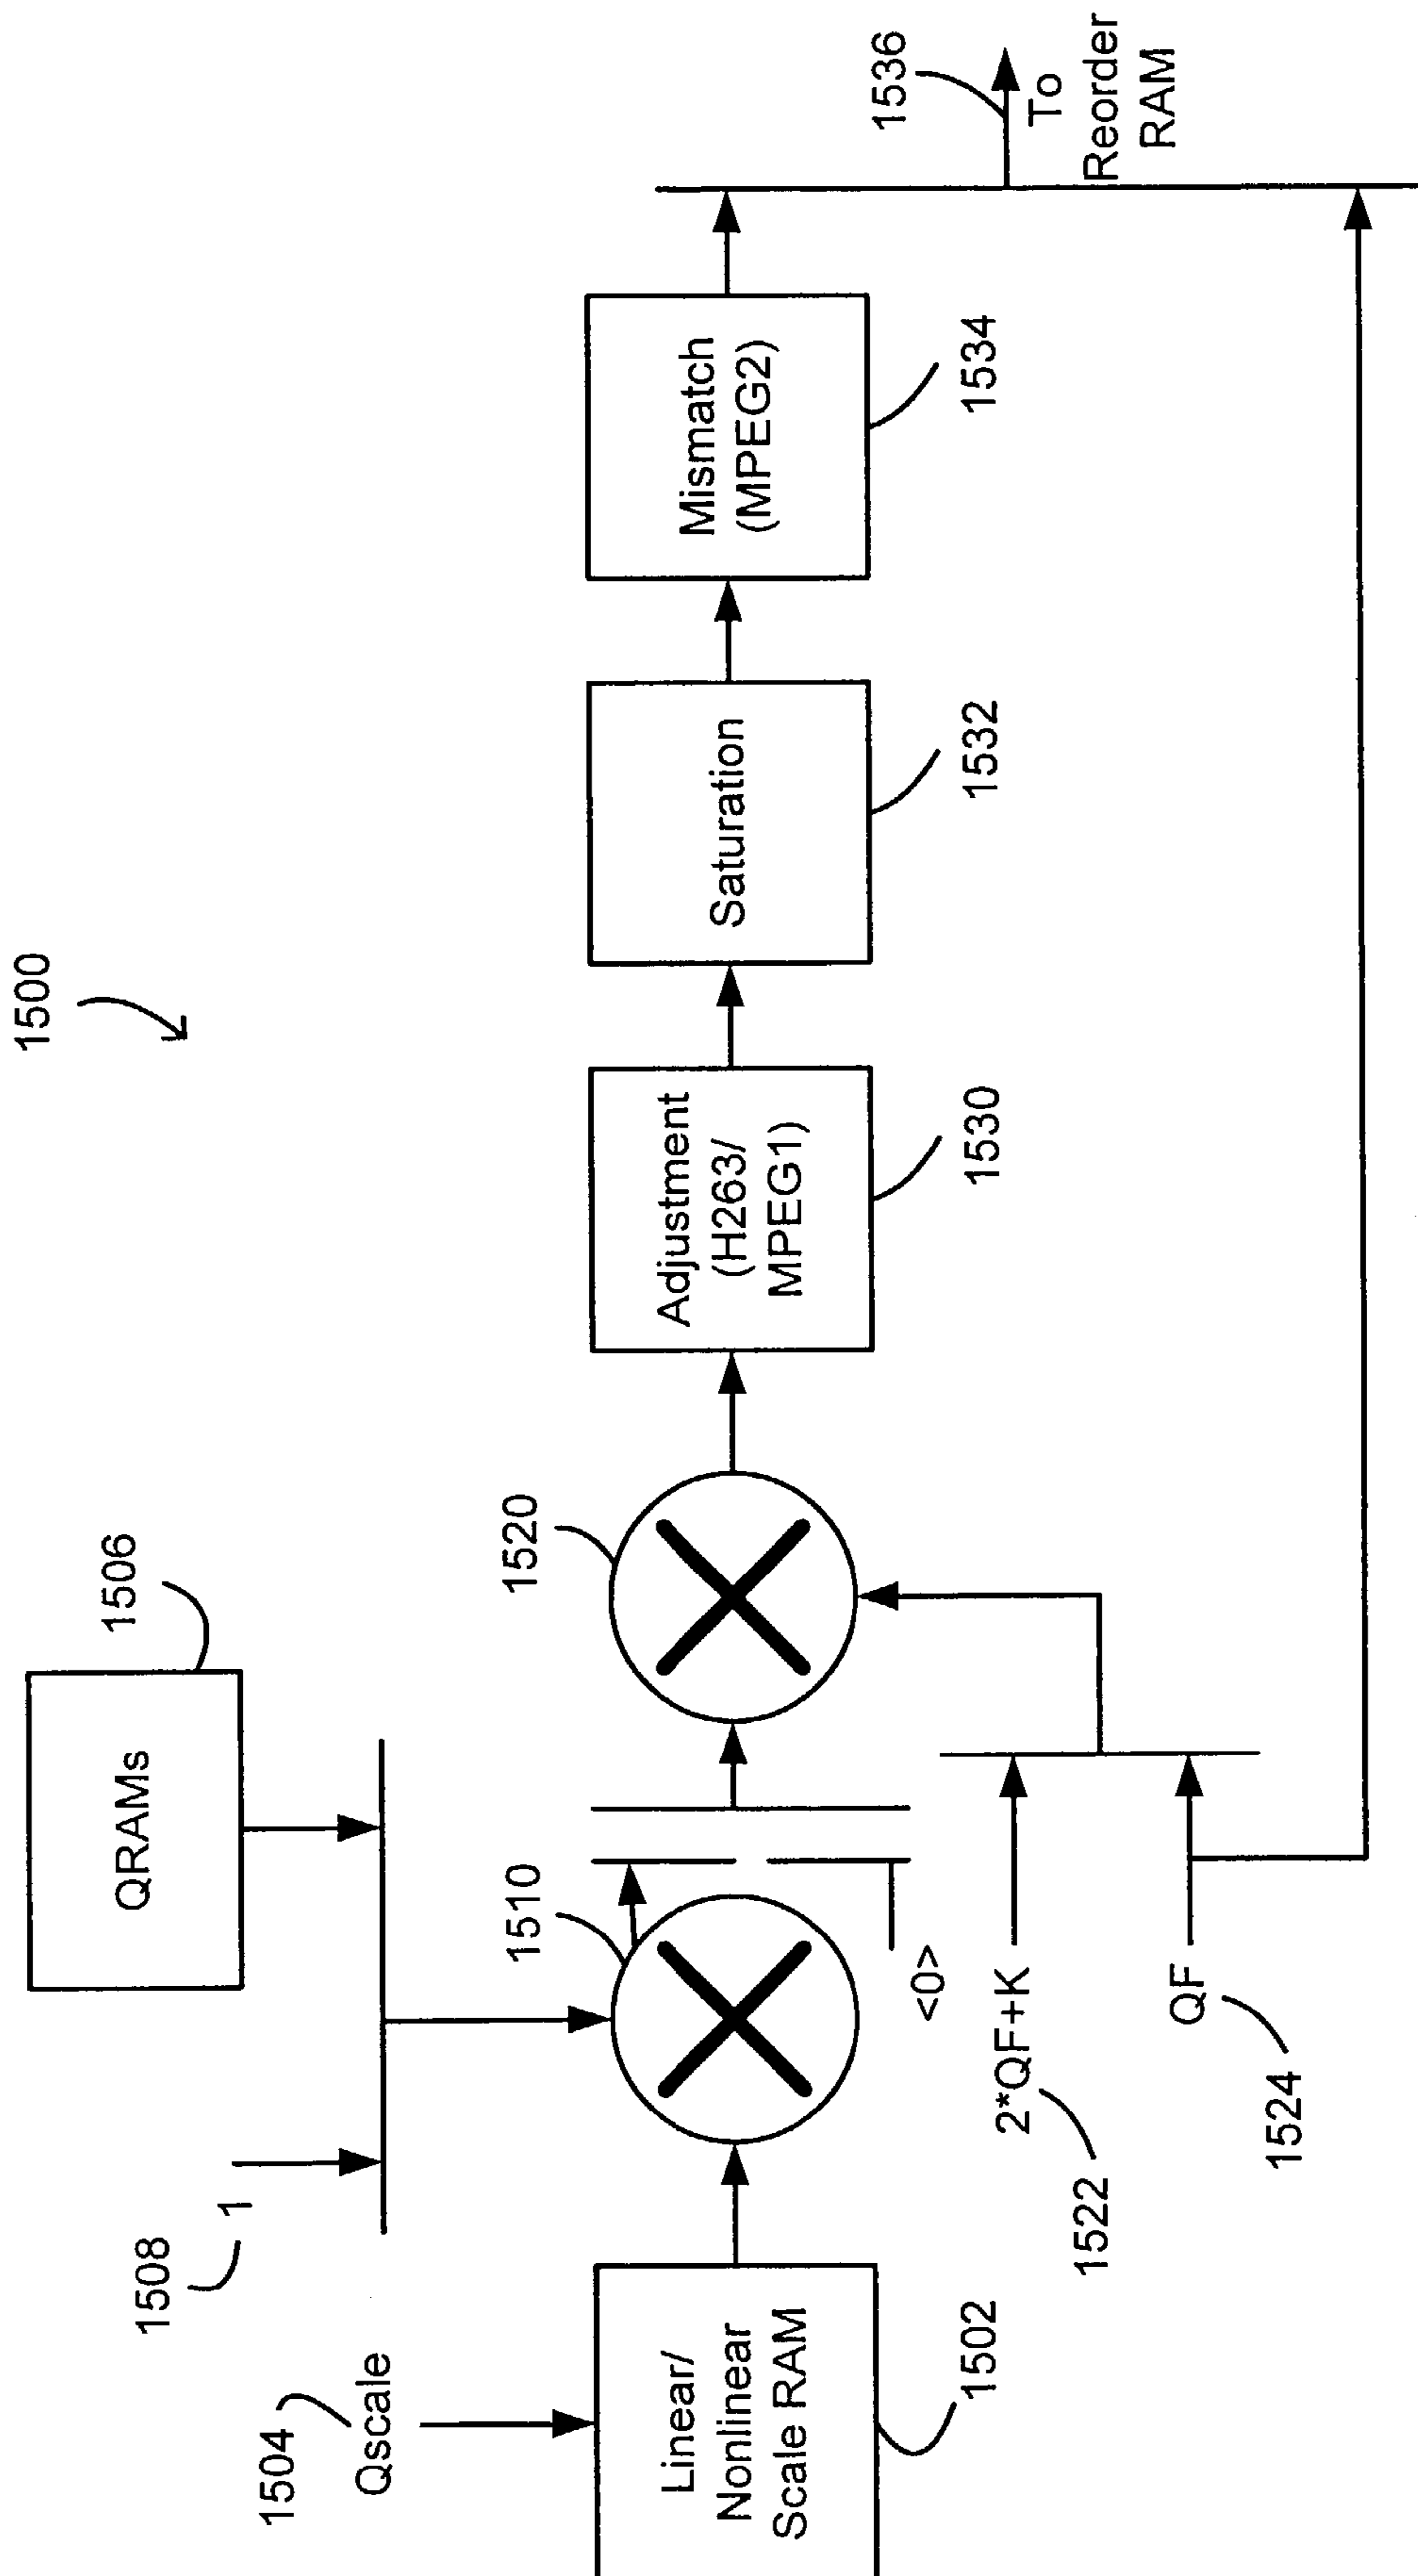 1500
1504
Qscale
Linear/
Nonlinear
Scale RAM
1502
1508
1
QRAMs
1506
1510
<0>
2*QF+K
1522
QF
1524
1520
Adjustment
(H263/
MPEG1)
1530
Saturation
1532
Mismatch
(MPEG2)
1534
1536
To
Reorder
RAM